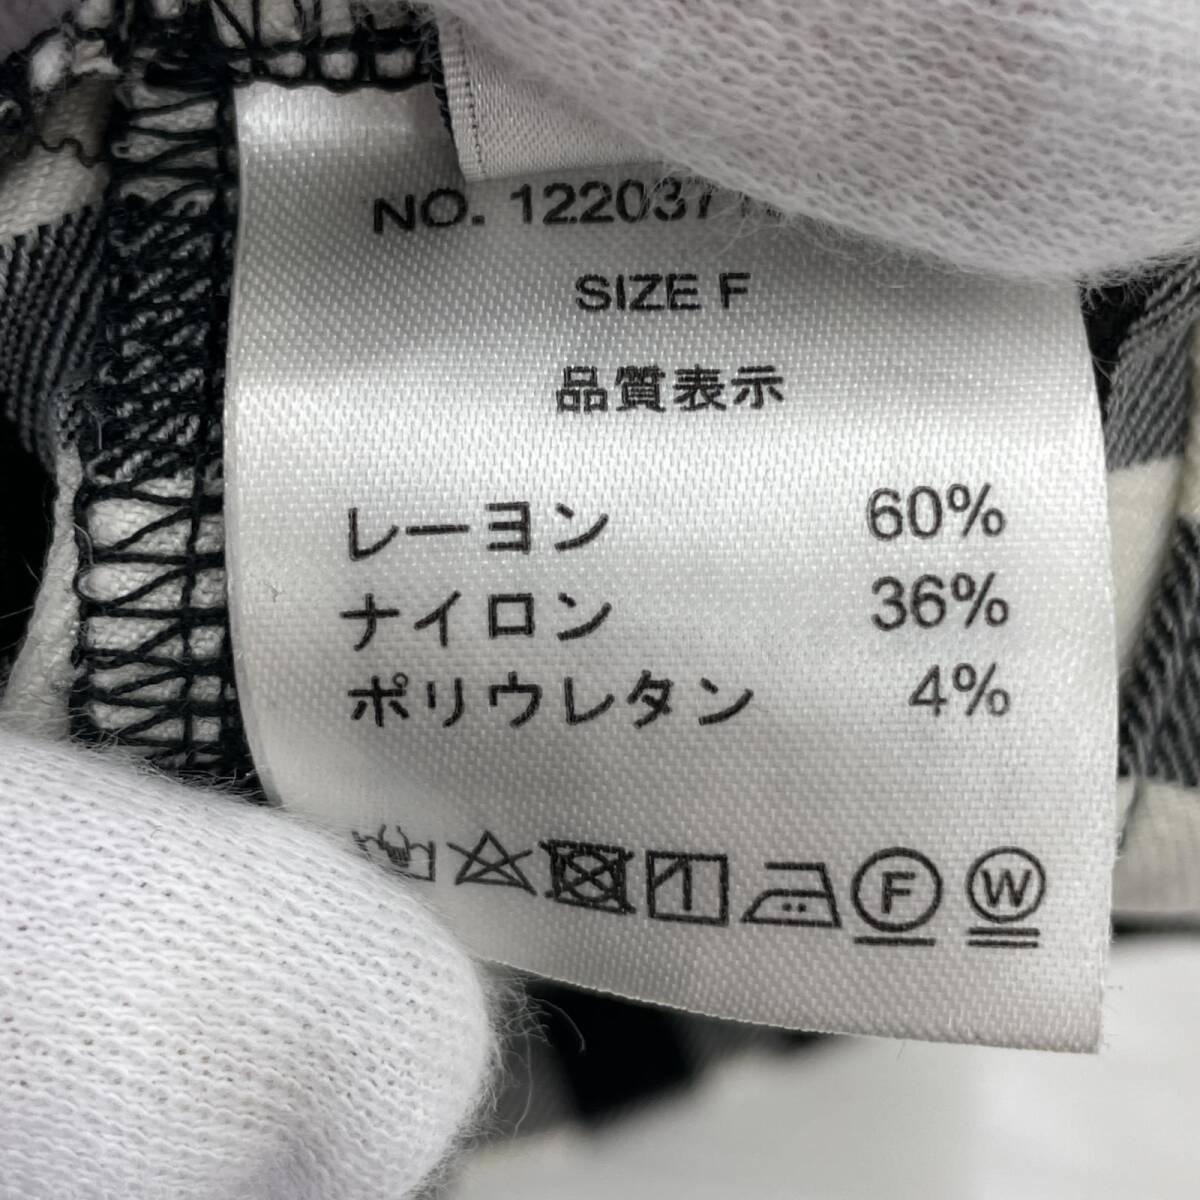 NO. 1220371
SIZE F
品質表示
レーヨン 60%
ナイロン 36%
ポリウレタン 4%
F W